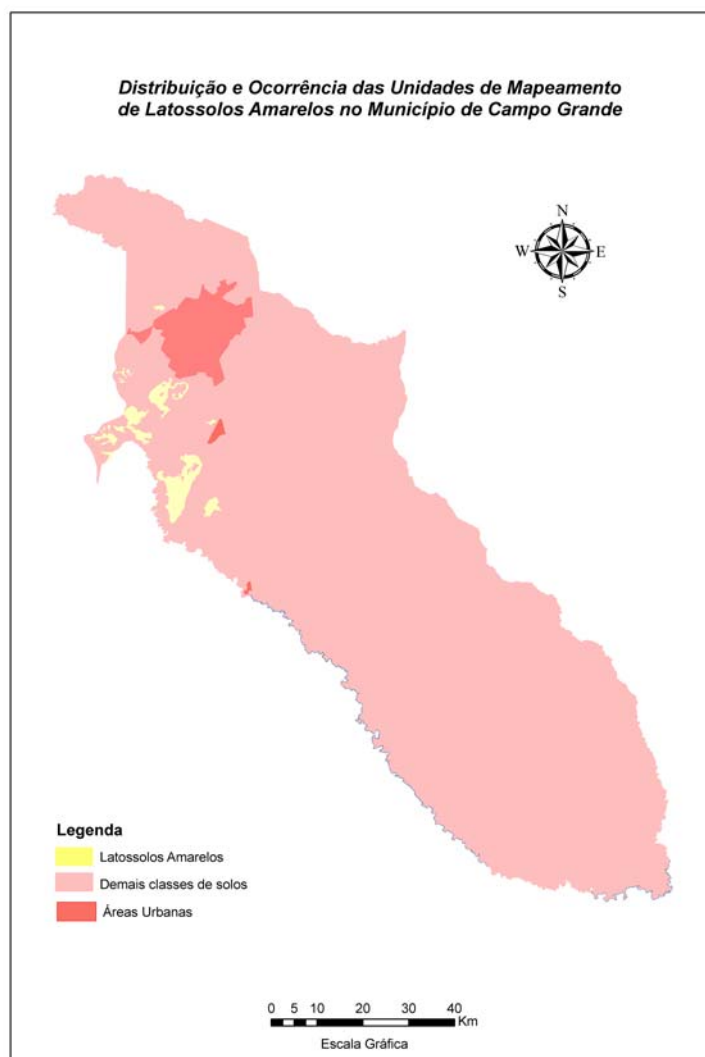 Distribuição e Ocorrência das Unidades de Mapeamento
de Latossolos Amarelos no Município de Campo Grande
N
W E
S
Legenda
Latossolos Amarelos
Demais classes de solos
Áreas Urbanas
0 5 10 20 30 40
Km
Escala Gráfica